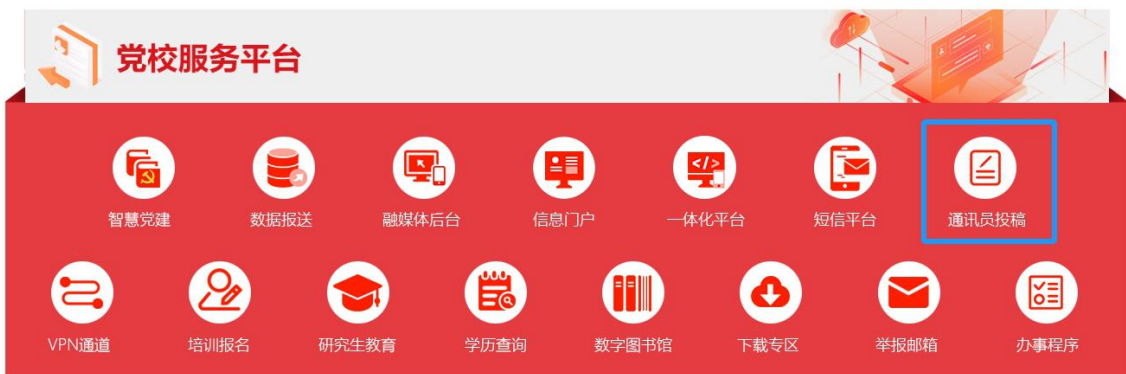 党校服务平台
智慧党建 数据报送 融媒体后台 信息门户 一体化平台 短信平台 通讯员投稿
VPN通道 培训报名 研究生教育 学历查询 数字图书馆 下载专区 举报邮箱 办事程序